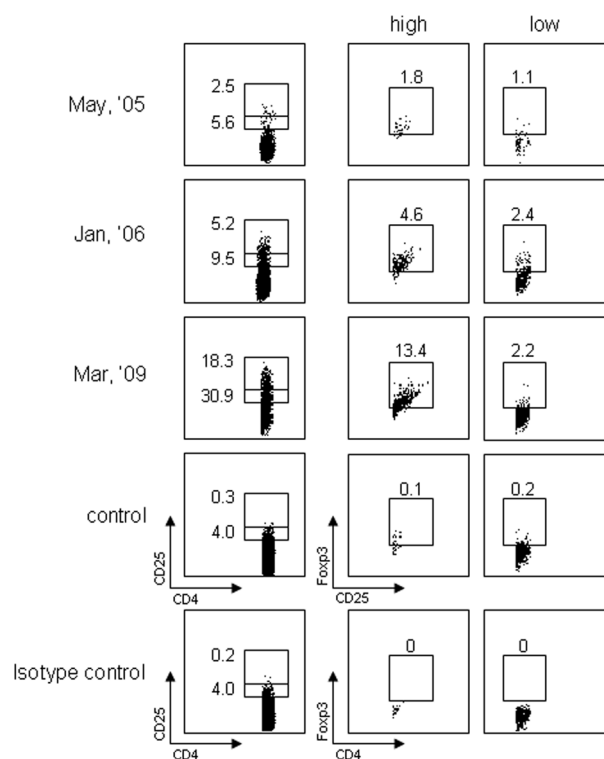 high low
May, '05 2.5 5.6 1.8 1.1
Jan, '06 5.2 9.5 4.6 2.4
Mar, '09 18.3 30.9 13.4 2.2
control 0.3 4.0 0.1 0.2
CD25 CD4 Foxp3 CD25
Isotype control 0.2 4.0 0 0
CD25 CD4 Foxp3 CD4